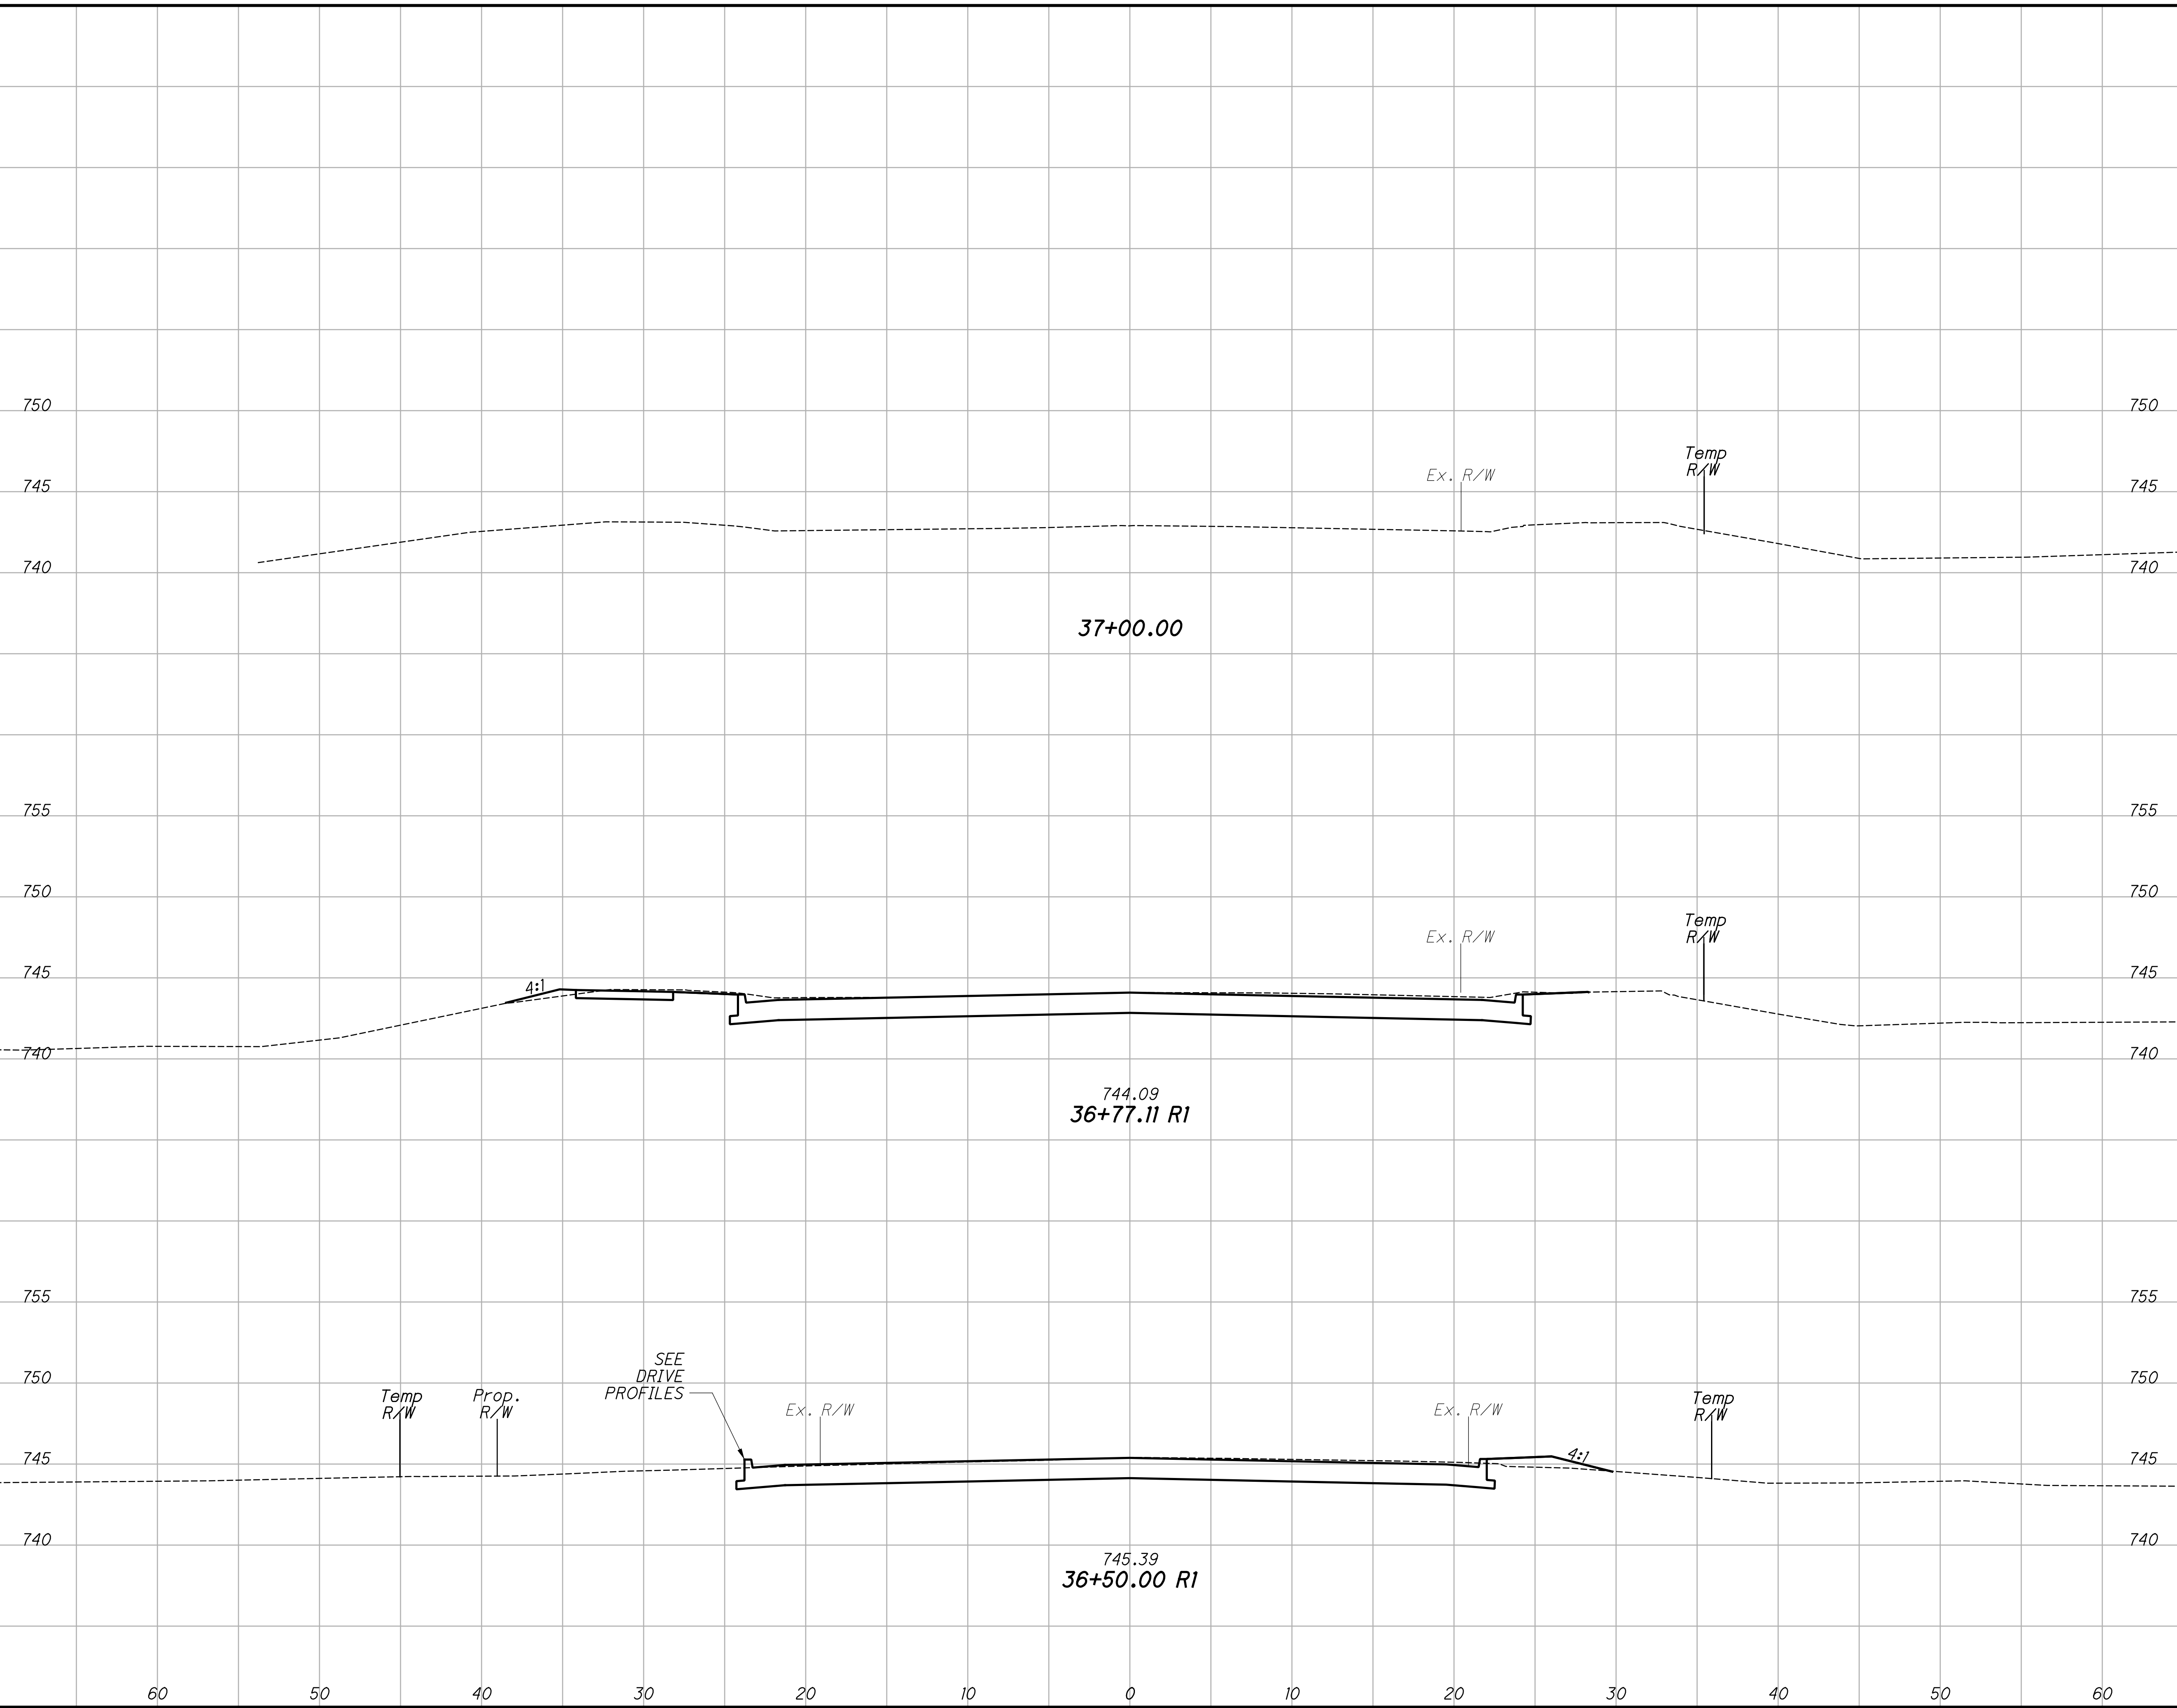 750 750
Temp
R/W
Ex. R/W
745 745
740 740
37+00.00
755 755
750 750
Temp
R/W
Ex. R/W
745 745
4:1
740 740
744.09
36+77.11 R1
755 755
SEE
DRIVE
PROFILES
750 750
Temp
R/W
Prop.
R/W
Ex. R/W
Ex. R/W
Temp
R/W
745 745
4:1
740 740
745.39
36+50.00 R1
60 50 40 30 20 10 0 10 20 30 40 50 60